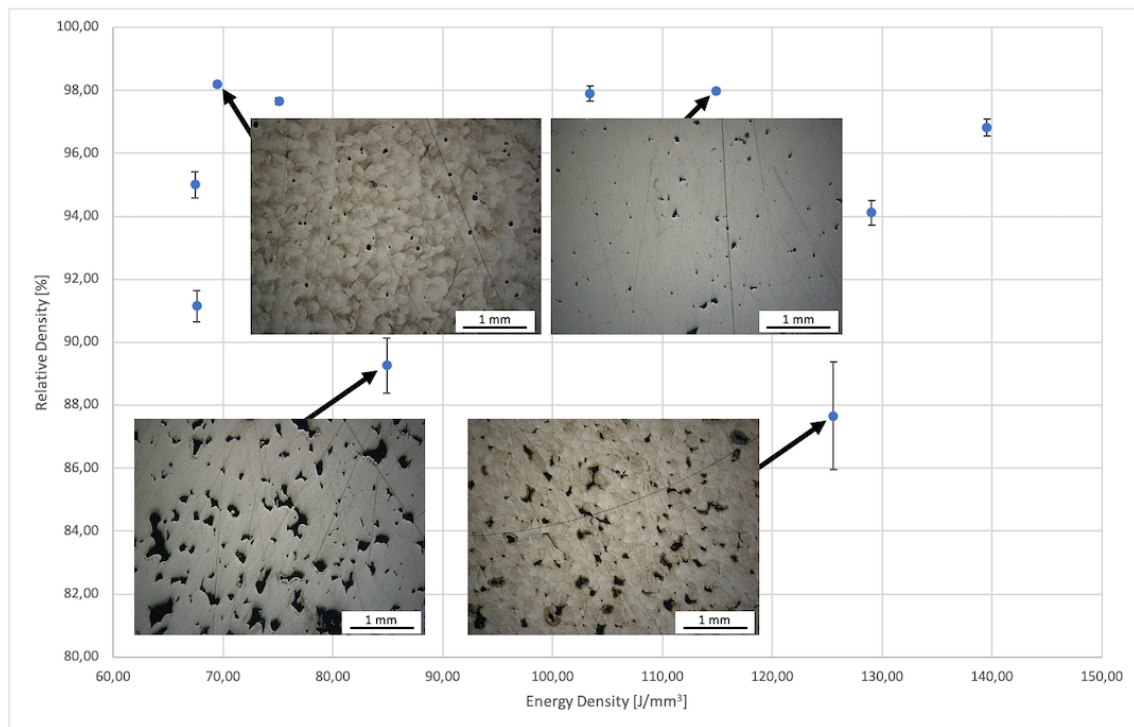 100,00
98,00
96,00
94,00
92,00
90,00
88,00
86,00
84,00
82,00
80,00
Relative Density [%]
1 mm
1 mm
1 mm
1 mm
60,00 70,00 80,00 90,00 100,00 110,00 120,00 130,00 140,00 150,00
Energy Density [J/mm³]